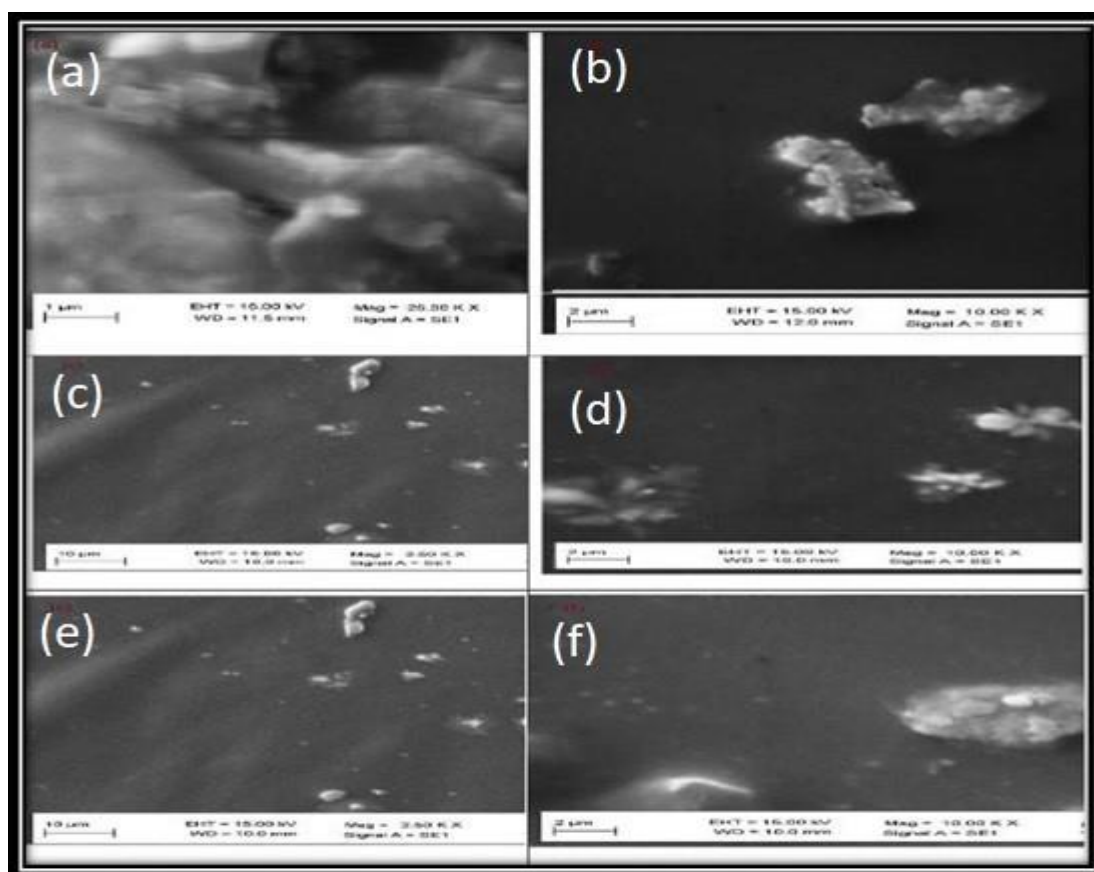 (a)
1 µm
EHT = 15.00 kV
Mag = 25.50 K X
WD = 11.5 mm
Signal A = SE1
(b)
2 µm
EHT = 15.00 kV
Mag = 10.00 K X
WD = 12.0 mm
Signal A = SE1
(c)
10 µm
EHT = 15.00 kV
Mag = 2.50 K X
WD = 10.0 mm
Signal A = SE1
(d)
2 µm
EHT = 15.00 kV
Mag = 10.00 K X
WD = 10.0 mm
Signal A = SE1
(e)
10 µm
EHT = 15.00 kV
Mag = 2.50 K X
WD = 10.0 mm
Signal A = SE1
(f)
2 µm
EHT = 15.00 kV
Mag = 10.00 K X
WD = 10.0 mm
Signal A = SE1